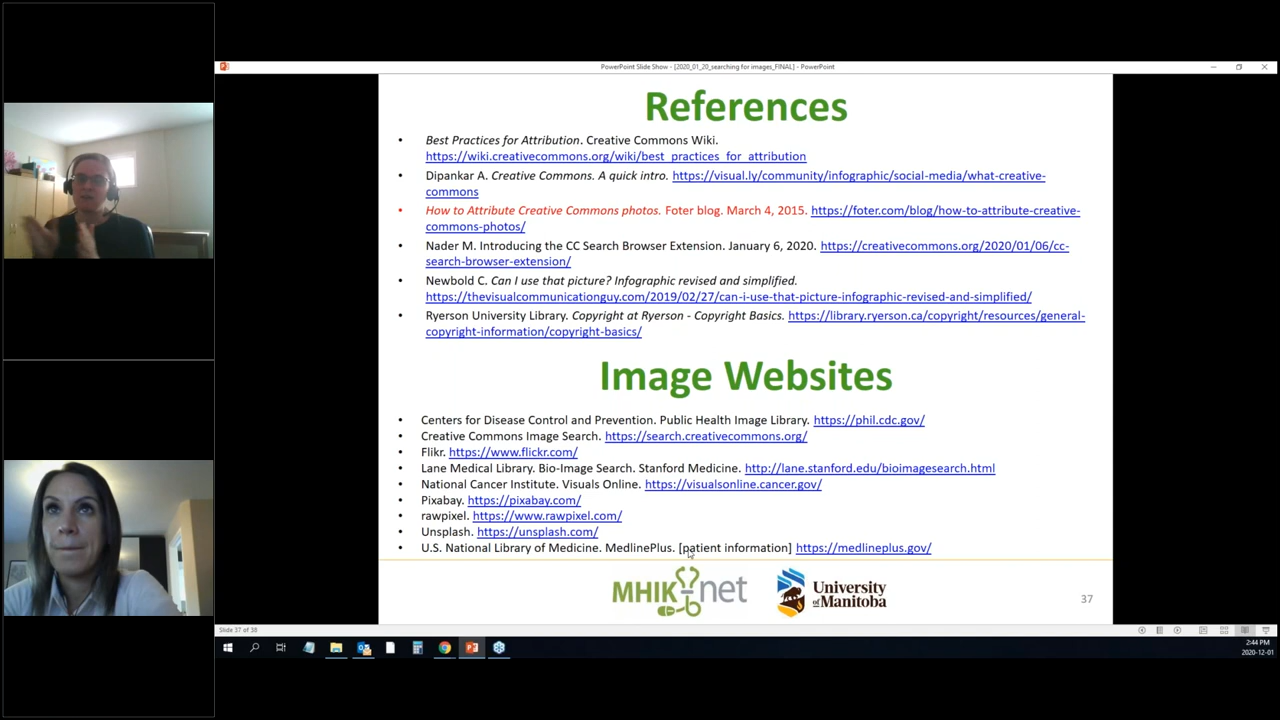 PowerPoint Slide Show - [2020_01_20_searching for images_FINAL] - PowerPoint
References
• Best Practices for Attribution. Creative Commons Wiki.
https://wiki.creativecommons.org/wiki/best_practices_for_attribution
• Dipankar A. Creative Commons. A quick intro. https://visual.ly/community/infographic/social-media/what-creative-
commons
• How to Attribute Creative Commons photos. Foter blog. March 4, 2015. https://foter.com/blog/how-to-attribute-creative-
commons-photos/
• Nader M. Introducing the CC Search Browser Extension. January 6, 2020. https://creativecommons.org/2020/01/06/cc-
search-browser-extension/
• Newbold C. Can I use that picture? Infographic revised and simplified.
https://thevisualcommunicationguy.com/2019/02/27/can-i-use-that-picture-infographic-revised-and-simplified/
• Ryerson University Library. Copyright at Ryerson - Copyright Basics. https://library.ryerson.ca/copyright/resources/general-
copyright-information/copyright-basics/
Image Websites
• Centers for Disease Control and Prevention. Public Health Image Library. https://phil.cdc.gov/
• Creative Commons Image Search. https://search.creativecommons.org/
• Flikr. https://www.flickr.com/
• Lane Medical Library. Bio-Image Search. Stanford Medicine. http://lane.stanford.edu/bioimagesearch.html
• National Cancer Institute. Visuals Online. https://visualsonline.cancer.gov/
• Pixabay. https://pixabay.com/
• rawpixel. https://www.rawpixel.com/
• Unsplash. https://unsplash.com/
• U.S. National Library of Medicine. MedlinePlus. [patient information] https://medlineplus.gov/
MHIKnet
University
of Manitoba
37
Slide 37 of 38
2:44 PM
2020-12-01